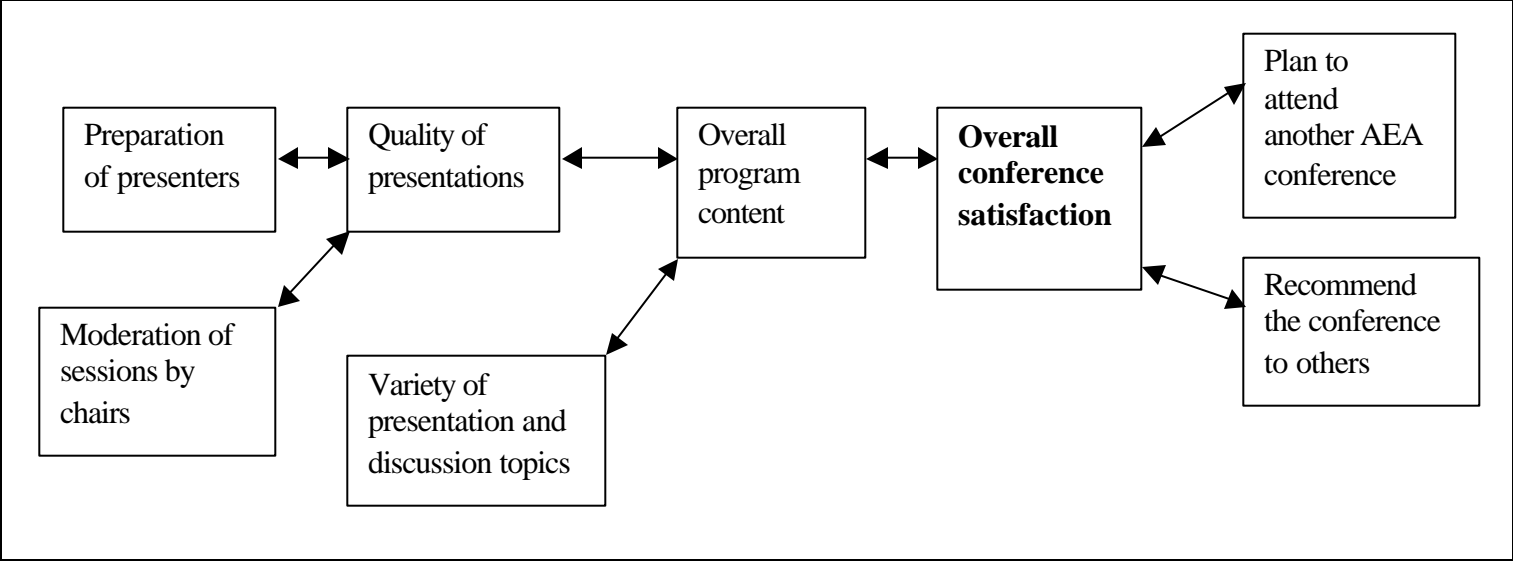 Preparation
of presenters
Quality of
presentations
Overall
program
content
Overall
conference
satisfaction
Plan to
attend
another AEA
conference
Moderation of
sessions by
chairs
Variety of
presentation and
discussion topics
Recommend
the conference
to others